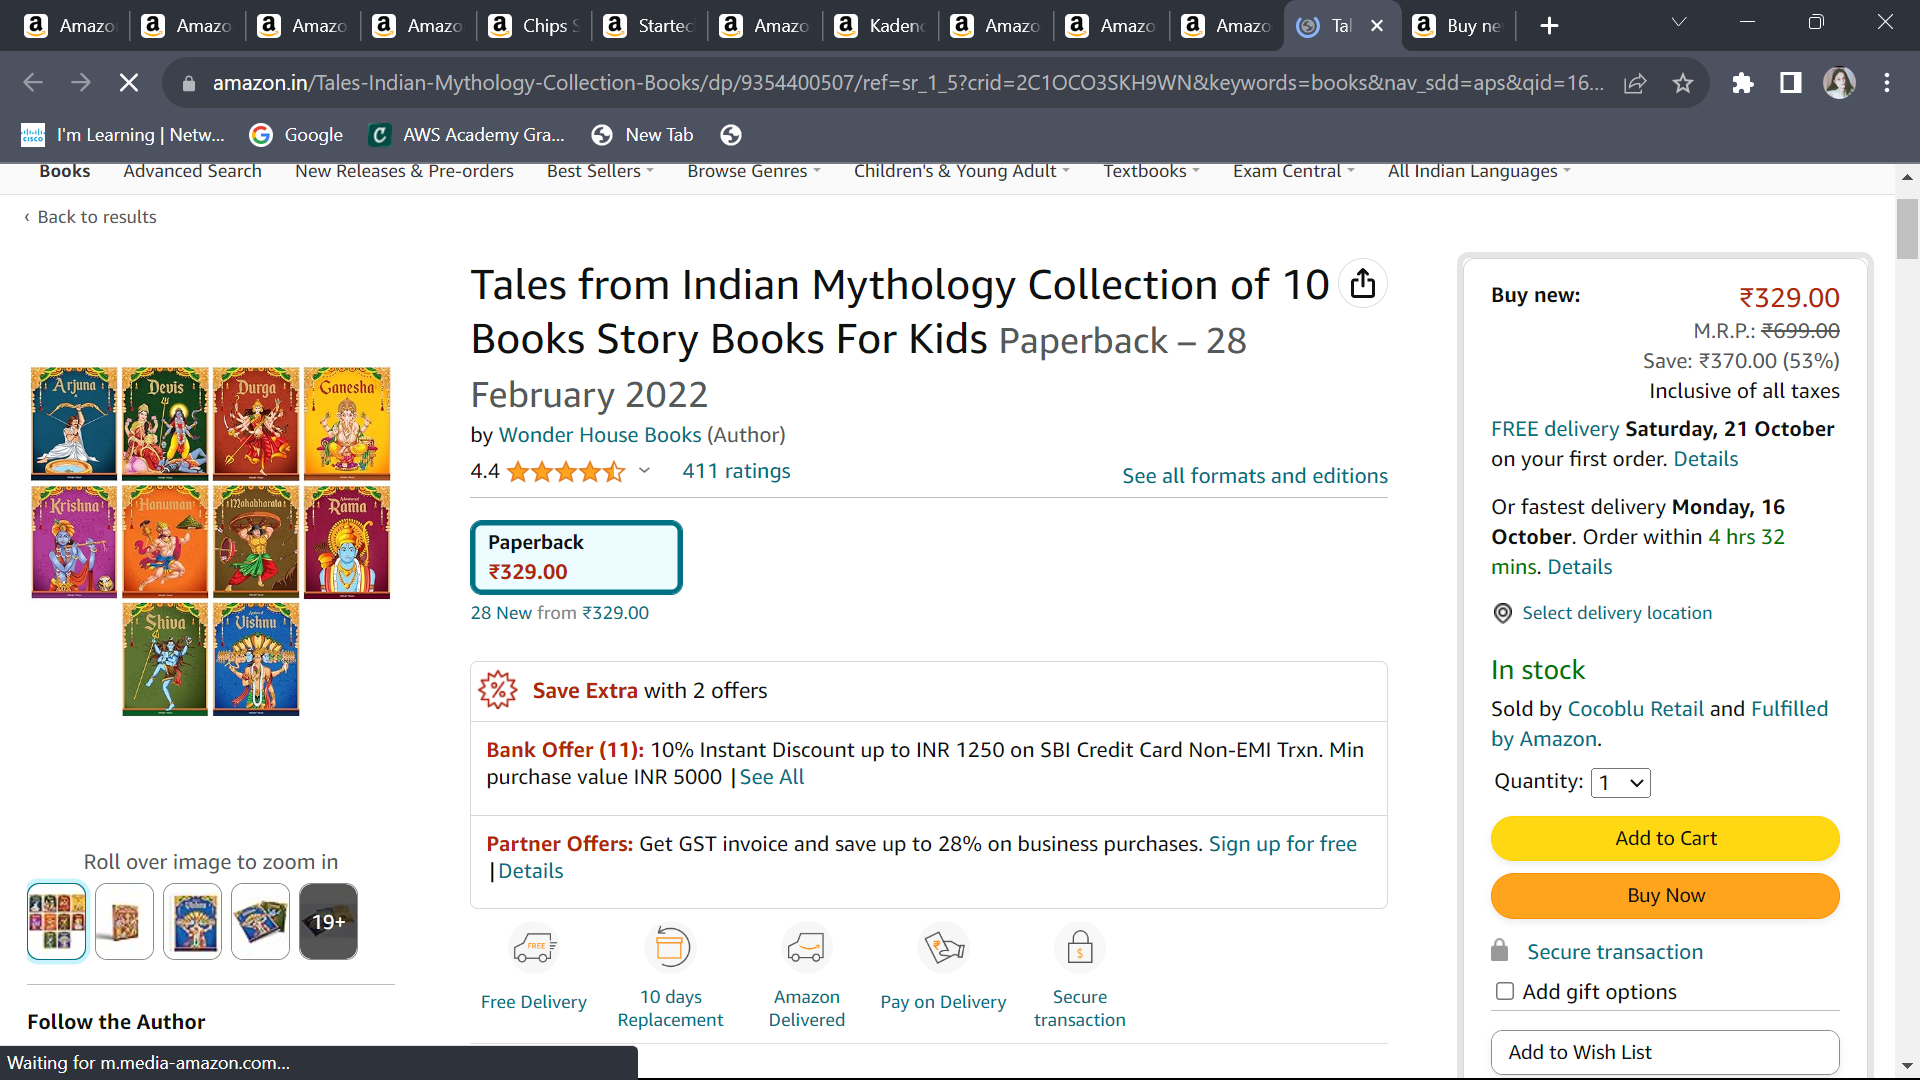 Amazo Amazo Amazo Amazo Chips S Startec Amazo Kadenc Amazo Amazo Amazo Tal Buy ne
amazon.in/Tales-Indian-Mythology-Collection-Books/dp/9354400507/ref=sr_1_5?crid=2C1OCO3SKH9WN&keywords=books&nav_sdd=aps&qid=16...
I'm Learning | Netw... Google AWS Academy Gra... New Tab
Books Advanced Search New Releases & Pre-orders Best Sellers Browse Genres Children's & Young Adult Textbooks Exam Central All Indian Languages
‹ Back to results
Arjuna Devis Durga Ganesha
Krishna Hanuman Mahabharata Rama
Shiva Vishnu
Roll over image to zoom in
19+
Follow the Author
Waiting for m.media-amazon.com...
Tales from Indian Mythology Collection of 10
Books Story Books For Kids Paperback – 28
February 2022
by Wonder House Books (Author)
4.4 411 ratings
See all formats and editions
Paperback
₹329.00
28 New from ₹329.00
Save Extra with 2 offers
Bank Offer (11): 10% Instant Discount up to INR 1250 on SBI Credit Card Non-EMI Trxn. Min
purchase value INR 5000 | See All
Partner Offers: Get GST invoice and save up to 28% on business purchases. Sign up for free
| Details
FREE
Free Delivery
10 days
Replacement
Amazon
Delivered
Pay on Delivery
Secure
transaction
Buy new: ₹329.00
M.R.P.: ₹699.00
Save: ₹370.00 (53%)
Inclusive of all taxes
FREE delivery Saturday, 21 October
on your first order. Details
Or fastest delivery Monday, 16
October. Order within 4 hrs 32
mins. Details
Select delivery location
In stock
Sold by Cocoblu Retail and Fulfilled
by Amazon.
Quantity: 1
Add to Cart
Buy Now
Secure transaction
Add gift options
Add to Wish List